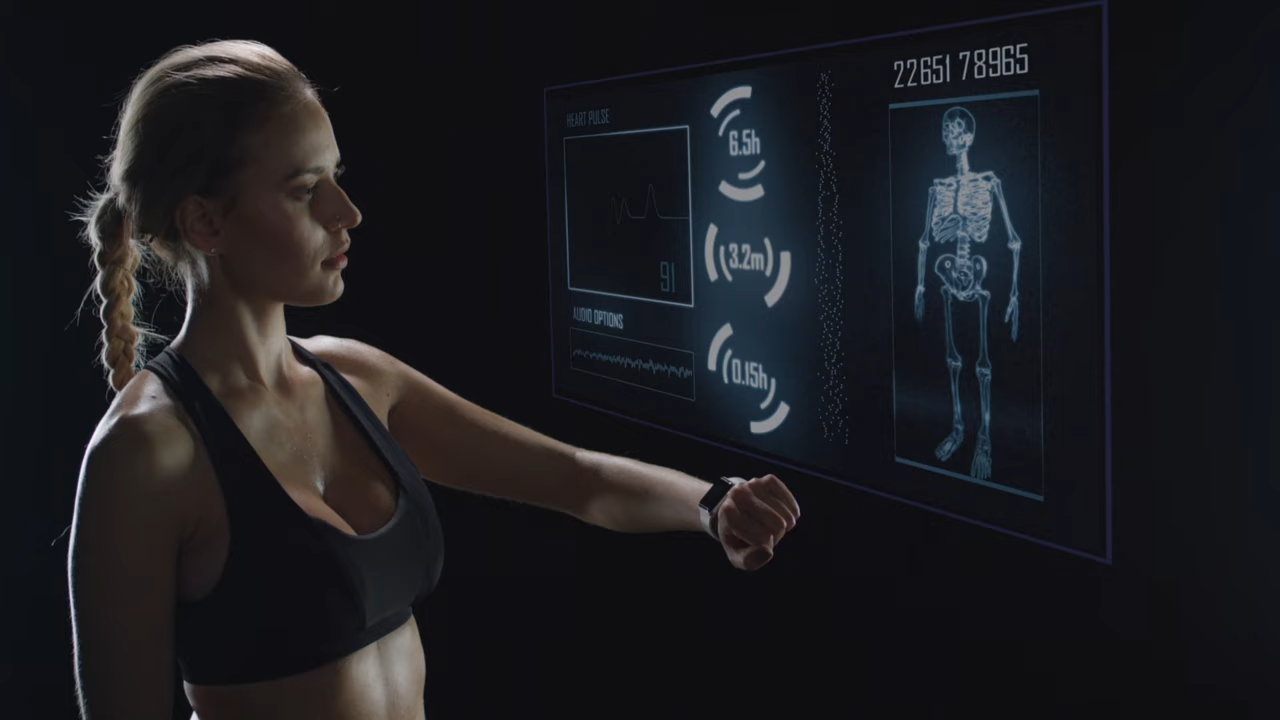 HEART PULSE
91
AUDIO OPTIONS
6.5h
(3.2m)
0.15h
22651 78965